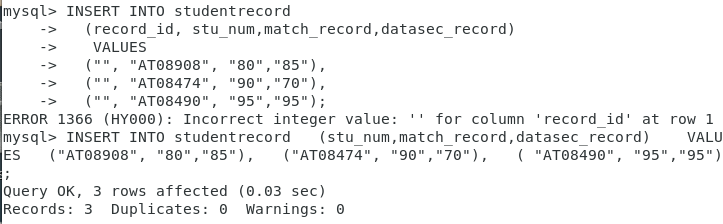 mysql> INSERT INTO studentrecord
    ->   (record_id, stu_num,match_record,datasec_record)
    ->    VALUES
    ->   ("", "AT08908", "80","85"),
    ->   ("", "AT08474", "90","70"),
    ->   ("", "AT08490", "95","95");
ERROR 1366 (HY000): Incorrect integer value: '' for column 'record_id' at row 1
mysql> INSERT INTO studentrecord   (stu_num,match_record,datasec_record)    VALU
ES   ("AT08908", "80","85"),   ("AT08474", "90","70"),   ( "AT08490", "95","95")
;
Query OK, 3 rows affected (0.03 sec)
Records: 3  Duplicates: 0  Warnings: 0